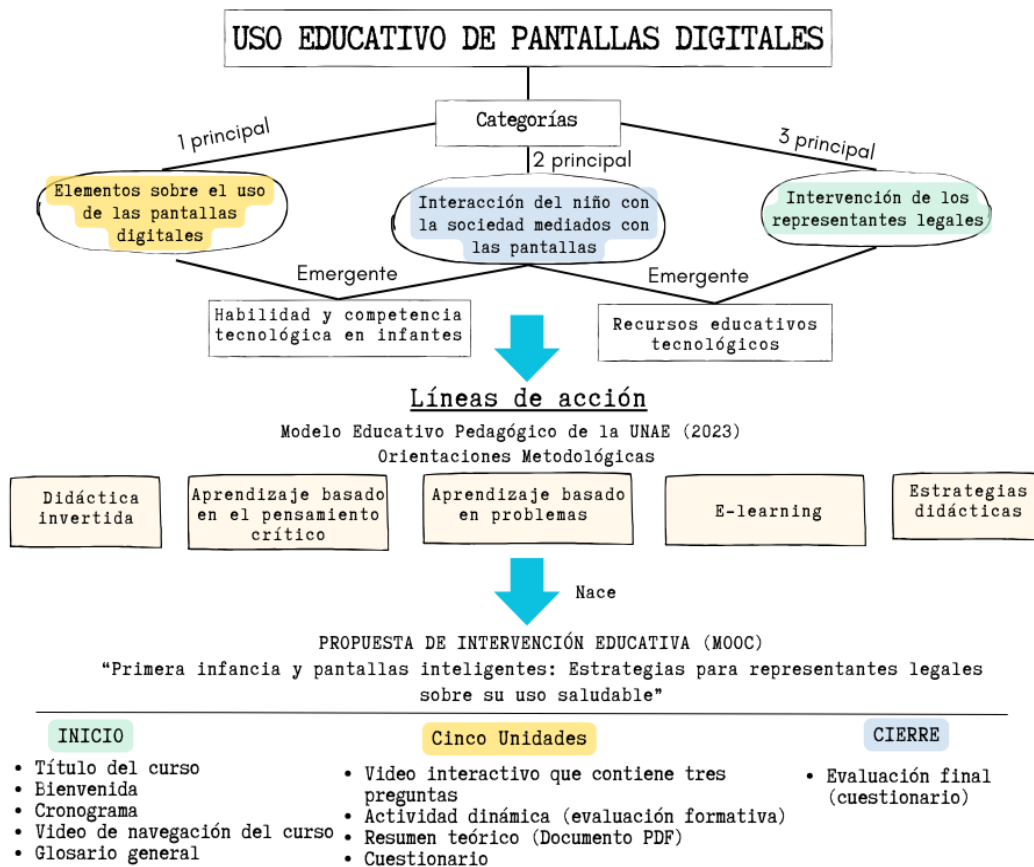 USO EDUCATIVO DE PANTALLAS DIGITALES
Categorías
1 principal
2 principal
3 principal
Elementos sobre el uso
de las pantallas
digitales
Interacción del niño con
la sociedad mediados con
las pantallas
Intervención de los
representantes legales
Emergente
Emergente
Habilidad y competencia
tecnológica en infantes
Recursos educativos
tecnológicos
Líneas de acción
Modelo Educativo Pedagógico de la UNAE (2023)
Orientaciones Metodológicas
Didáctica
invertida
Aprendizaje basado
en el pensamiento
crítico
Aprendizaje basado
en problemas
E-learning
Estrategias
didácticas
Nace
PROPUESTA DE INTERVENCIÓN EDUCATIVA (MOOC)
“Primera infancia y pantallas inteligentes: Estrategias para representantes legales
sobre su uso saludable”
INICIO
• Título del curso
• Bienvenida
• Cronograma
• Video de navegación del curso
• Glosario general
Cinco Unidades
• Video interactivo que contiene tres
preguntas
• Actividad dinámica (evaluación formativa)
• Resumen teórico (Documento PDF)
• Cuestionario
CIERRE
• Evaluación final
(cuestionario)